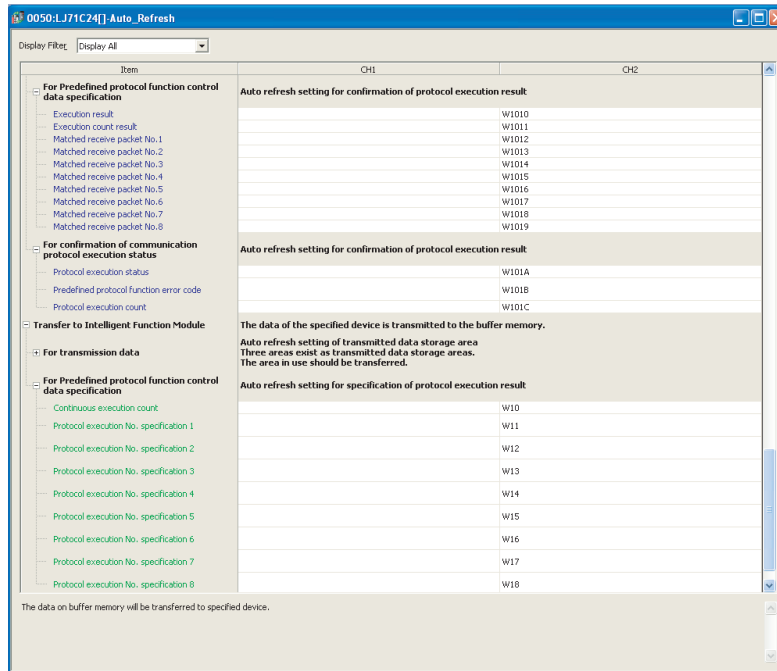 0050:LJ71C24[]-Auto_Refresh
Display Filter Display All
Item CH1 CH2
For Predefined protocol function control
data specification
Auto refresh setting for confirmation of protocol execution result
Execution result W1010
Execution count result W1011
Matched receive packet No.1 W1012
Matched receive packet No.2 W1013
Matched receive packet No.3 W1014
Matched receive packet No.4 W1015
Matched receive packet No.5 W1016
Matched receive packet No.6 W1017
Matched receive packet No.7 W1018
Matched receive packet No.8 W1019
For confirmation of communication
protocol execution status
Auto refresh setting for confirmation of protocol execution result
Protocol execution status W101A
Predefined protocol function error code W101B
Protocol execution count W101C
Transfer to Intelligent Function Module The data of the specified device is transmitted to the buffer memory.
For transmission data
Auto refresh setting of transmitted data storage area
Three areas exist as transmitted data storage areas.
The area in use should be transferred.
For Predefined protocol function control
data specification
Auto refresh setting for specification of protocol execution result
Continuous execution count W10
Protocol execution No. specification 1 W11
Protocol execution No. specification 2 W12
Protocol execution No. specification 3 W13
Protocol execution No. specification 4 W14
Protocol execution No. specification 5 W15
Protocol execution No. specification 6 W16
Protocol execution No. specification 7 W17
Protocol execution No. specification 8 W18
The data on buffer memory will be transferred to specified device.